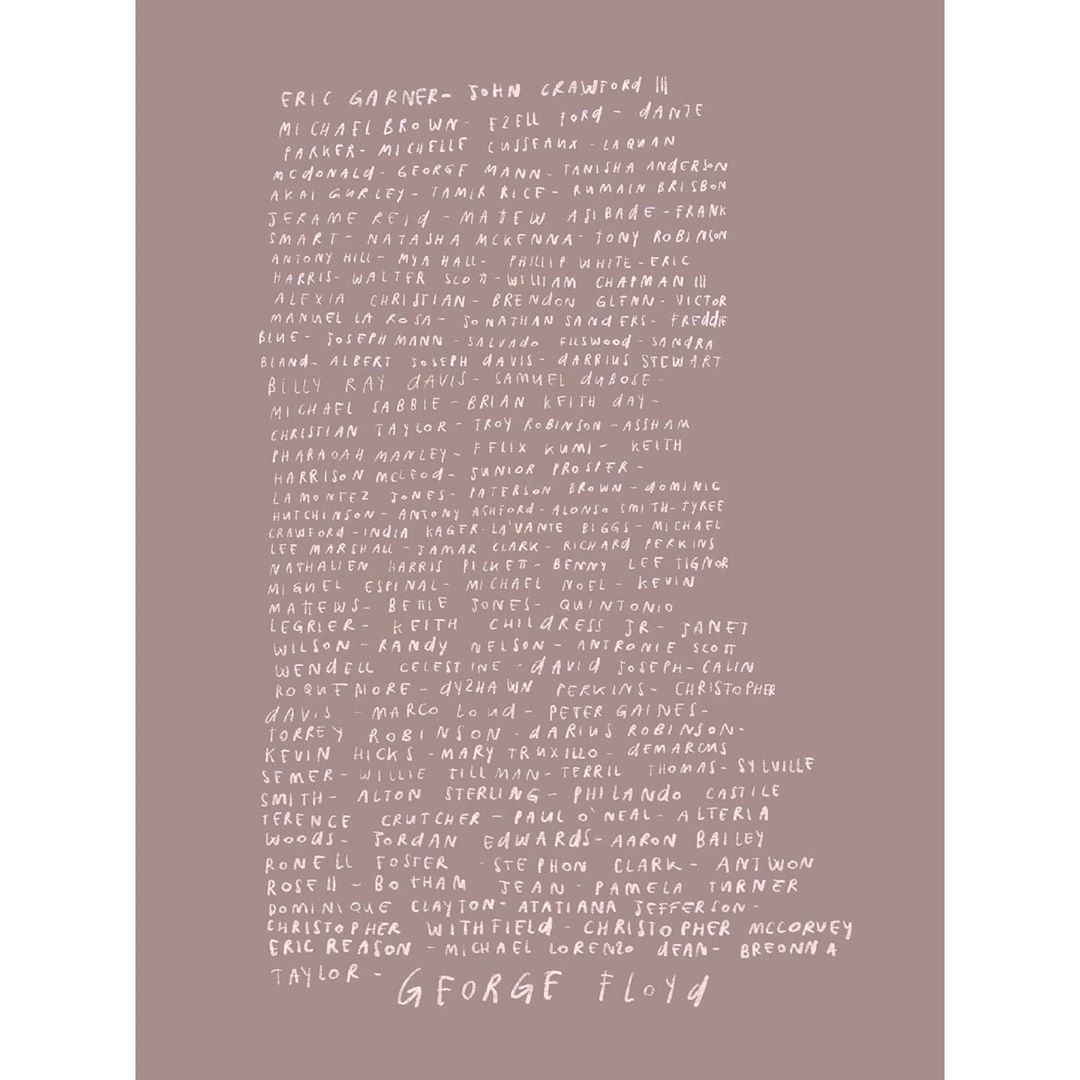 ERIC GARNER- JOHN CRAWFORD III
MICHAEL BROWN- EZELL FORD - DANTE
PARKER- MICHELLE CUSSEAUX - LAQUAN
MCDONALD- GEORGE MANN- TANISHA ANDERSON
AKAI GURLEY- TAMIR RICE- RUMAIN BRISBON
JERAME REID - MATTEW AJIBADE - FRANK
SMART- NATASHA MCKENNA- TONY ROBINSON
ANTONY HILL- MYA HALL- PHILLIP WHITE - ERIC
HARRIS- WALTER SCOTT - WILLIAM CHAPMAN III
ALEXIA CHRISTIAN- BRENDON GLENN- VICTOR
MANUEL LA ROSA- JONATHAN SANDERS- FREDDIE
BLUE- JOSEPH MANN - SALVADO ELLSWOOD - SANDRA
BLAND- ALBERT JOSEPH DAVIS- DARRIUS STEWART
BILLY RAY DAVIS- SAMUEL DUBOSE-
MICHAEL SABBIE - BRIAN KEITH DAY-
CHRISTIAN TAYLOR- TROY ROBINSON - ASSHAM
PHARAOAH MANLEY- FELIX KUMI- KEITH
HARRISON MCLEOD- JUNIOR PROSPER-
LAMONTEZ JONES- PATERSON BROWN- DOMINIC
HUTCHINSON- ANTONY ASHFORD- ALONSO SMITH- TYREE
CRAWFORD- INDIA KAGER- LA'VANTE BIGGS- MICHAEL
LEE MARSHALL- JAMAR CLARK- RICHARD PERKINS
NATHALIEN HARRIS PICKETT- BENNY LEE TIGNOR
MIGUEL ESPINAL- MICHAEL NOEL- KEVIN
MATTEWS- BETTIE JONES- QUINTONIO
LEGRIER- KEITH CHILDRESS JR- JANET
WILSON- RANDY NELSON- ANTRONIE SCOTT
WENDELL CELESTINE - DAVID JOSEPH- CALIN
ROQUEMORE- DYZHAWN PERKINS- CHRISTOPHER
DAVIS - MARCO LOUD- PETER GAINES-
TORREY ROBINSON- DARIUS ROBINSON-
KEVIN HICKS - MARY TRUXILLO- DEMARCUS
SEMER- WILLIE TILLMAN- TERRIL THOMAS- SYLVILLE
SMITH- ALTON STERLING- PHILANDO CASTILE
TERENCE CRUTCHER- PAUL O'NEAL- ALTERIA
WOODS- JORDAN EDWARDS- AARON BAILEY
RONELL FOSTER - STEPHON CLARK- ANTWON
ROSE II - BOTHAM JEAN- PAMELA TURNER
DOMINIQUE CLAYTON- ATATIANA JEFFERSON-
CHRISTOPHER WITHFIELD- CHRISTOPHER MCCORVEY
ERIC REASON - MICHAEL LORENZO DEAN- BREONNA
TAYLOR-
GEORGE FLOYD